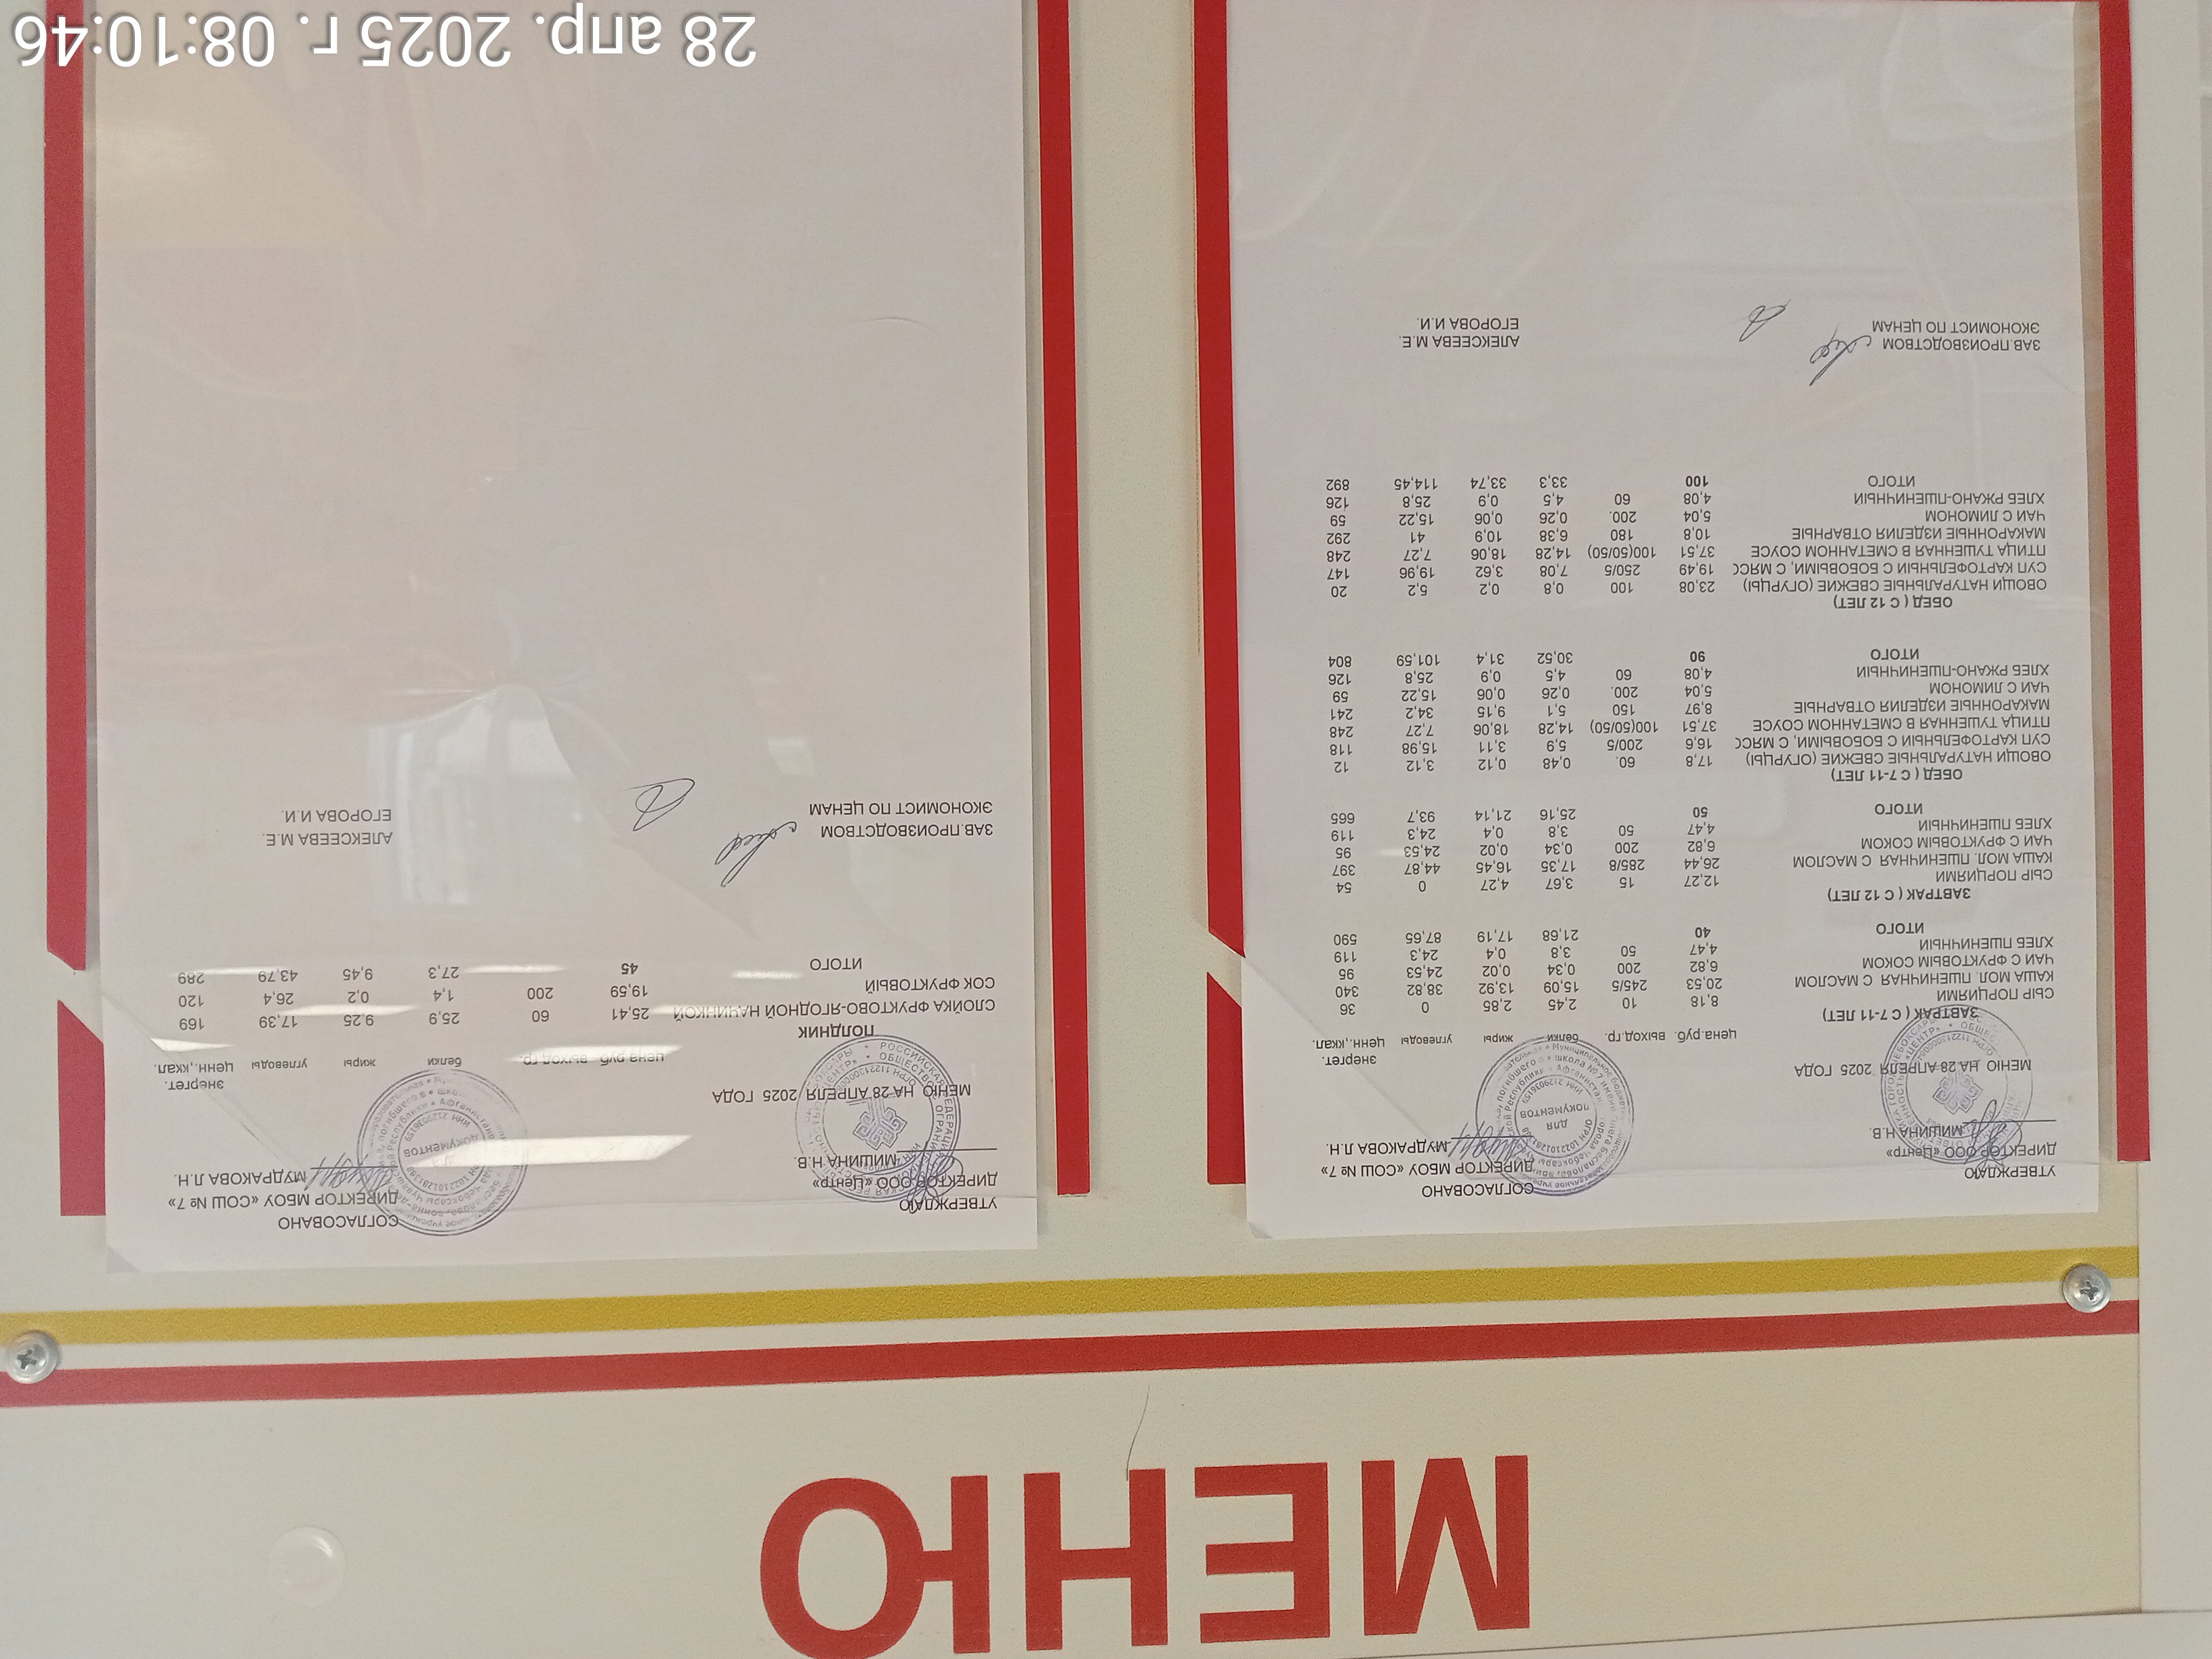 МЕНЮ
УТВЕРЖДАЮ
ДИРЕКТОР ООО «Центр»
МИШИНА Н.В.
СОГЛАСОВАНО
ДИРЕКТОР МБОУ «СОШ № 7»
МУДРАКОВА Л.Н.
МЕНЮ НА 28 АПРЕЛЯ 2025 ГОДА
цена руб. выход,гр. белки жиры углеводы энергет. ценн.,ккал.
ЗАВТРАК ( С 7-11 ЛЕТ)
СЫР ПОРЦИЯМИ 8,18 10 2,45 2,85 0 36
КАША МОЛ. ПШЕНИЧНАЯ С МАСЛОМ 20,53 245/5 15,09 13,92 38,82 340
ЧАЙ С ФРУКТОВЫМ СОКОМ 6,82 200 0,34 0,02 24,53 95
ХЛЕБ ПШЕНИЧНЫЙ 4,47 50 3,8 0,4 24,3 119
ИТОГО 40 21,68 17,19 87,65 590
ЗАВТРАК ( С 12 ЛЕТ)
СЫР ПОРЦИЯМИ 12,27 15 3,67 4,27 0 54
КАША МОЛ. ПШЕНИЧНАЯ С МАСЛОМ 26,44 285/8 17,35 16,45 44,87 397
ЧАЙ С ФРУКТОВЫМ СОКОМ 6,82 200 0,34 0,02 24,53 95
ХЛЕБ ПШЕНИЧНЫЙ 4,47 50 3,8 0,4 24,3 119
ИТОГО 50 25,16 21,14 93,7 665
ОБЕД ( С 7-11 ЛЕТ)
ОВОЩИ НАТУРАЛЬНЫЕ СВЕЖИЕ (ОГУРЦЫ) 17,8 60. 0,48 0,12 3,12 12
СУП КАРТОФЕЛЬНЫЙ С БОБОВЫМИ, С МЯСС 16,6 200/5 5,9 3,11 15,98 118
ПТИЦА ТУШЕННАЯ В СМЕТАННОМ СОУСЕ 37,51 100(50/50) 14,28 18,06 7,27 248
МАКАРОННЫЕ ИЗДЕЛИЯ ОТВАРНЫЕ 8,97 150 5,1 9,15 34,2 241
ЧАЙ С ЛИМОНОМ 5,04 200. 0,26 0,06 15,22 59
ХЛЕБ РЖАНО-ПШЕНИЧНЫЙ 4,08 60 4,5 0,9 25,8 126
ИТОГО 90 30,52 31,4 101,59 804
ОБЕД ( С 12 ЛЕТ)
ОВОЩИ НАТУРАЛЬНЫЕ СВЕЖИЕ (ОГУРЦЫ) 23,08 100 0,8 0,2 5,2 20
СУП КАРТОФЕЛЬНЫЙ С БОБОВЫМИ, С МЯСС 19,49 250/5 7,08 3,62 19,96 147
ПТИЦА ТУШЕННАЯ В СМЕТАННОМ СОУСЕ 37,51 100(50/50) 14,28 18,06 7,27 248
МАКАРОННЫЕ ИЗДЕЛИЯ ОТВАРНЫЕ 10,8 180 6,38 10,9 41 292
ЧАЙ С ЛИМОНОМ 5,04 200. 0,26 0,06 15,22 59
ХЛЕБ РЖАНО-ПШЕНИЧНЫЙ 4,08 60 4,5 0,9 25,8 126
ИТОГО 100 33,3 33,74 114,45 892
ЗАВ.ПРОИЗВОДСТВОМ АЛЕКСЕЕВА М.Е.
ЭКОНОМИСТ ПО ЦЕНАМ ЕГОРОВА И.И.
УТВЕРЖДАЮ
ДИРЕКТОР ООО «Центр»
МИШИНА Н.В.
СОГЛАСОВАНО
ДИРЕКТОР МБОУ «СОШ № 7»
МУДРАКОВА Л.Н.
МЕНЮ НА 28 АПРЕЛЯ 2025 ГОДА
цена руб. выход,гр. белки жиры углеводы энергет. ценн.,ккал.
ПОЛДНИК
СЛОЙКА ФРУКТОВО-ЯГОДНОЙ НАЧИНКОЙ 25,41 60 25,9 9,25 17,39 169
СОК ФРУКТОВЫЙ 19,59 200 1,4 0,2 26,4 120
ИТОГО 45 27,3 9,45 43,79 289
ЗАВ.ПРОИЗВОДСТВОМ АЛЕКСЕЕВА М.Е.
ЭКОНОМИСТ ПО ЦЕНАМ ЕГОРОВА И.И.
28 апр. 2025 г. 08:10:46